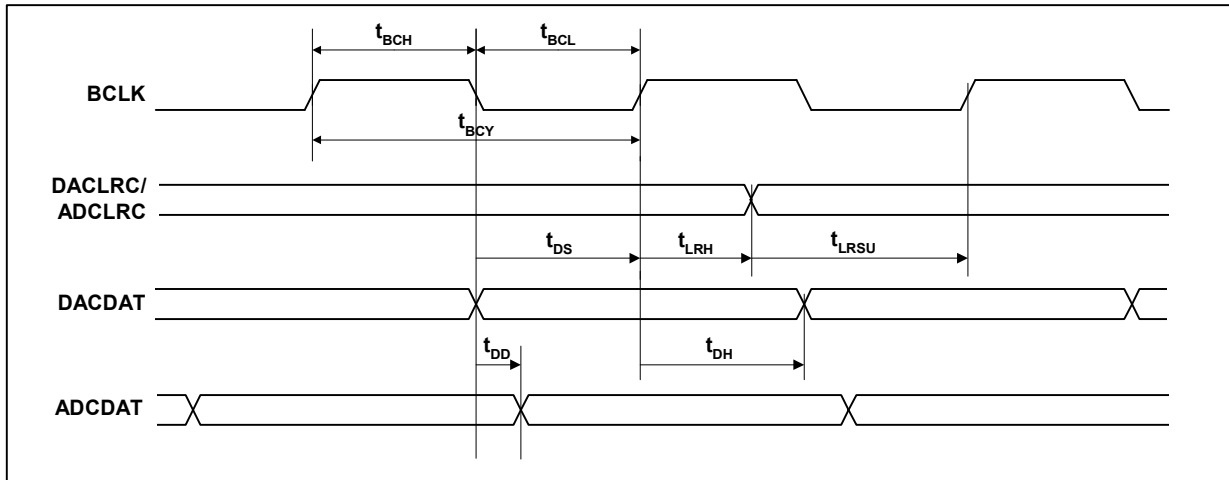 tBCH
tBCL
BCLK
tBCY
DACLRC/
ADCLRC
tDS
tLRH
tLRSU
DACDAT
tDD
tDH
ADCDAT